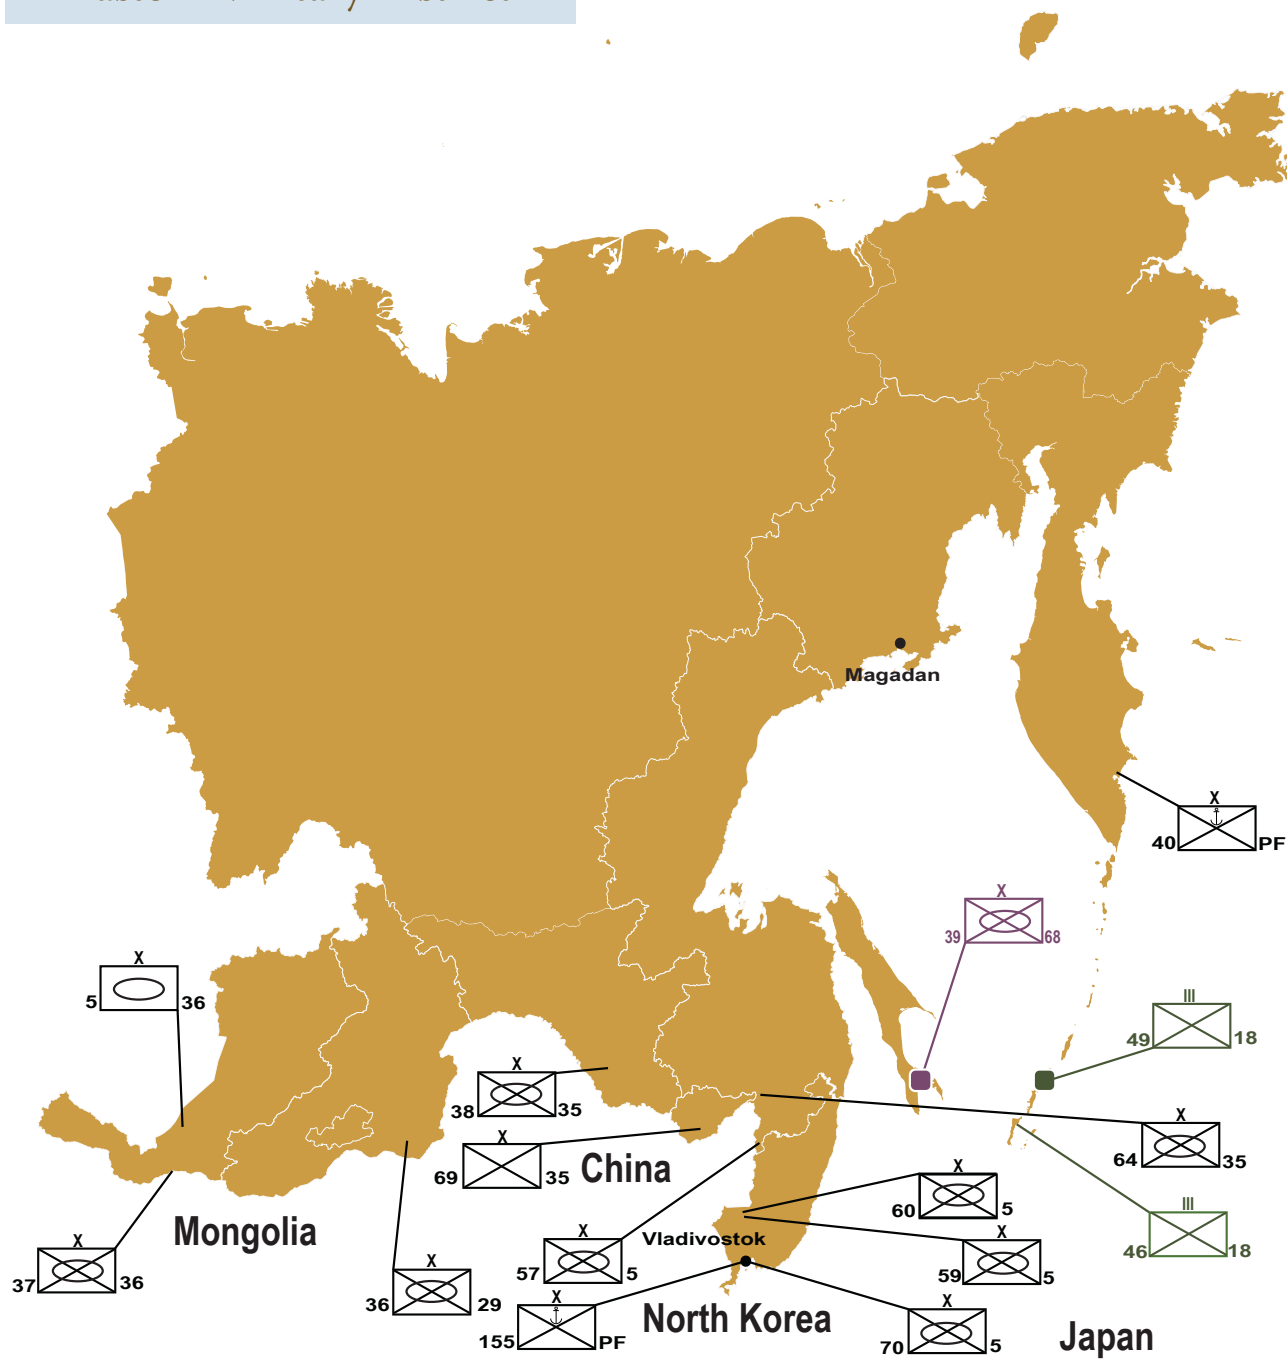 Magadan
X
40 PF
X
39 68
X
5 36
III
49 18
X
38 35
X
69 35
China
X
64 35
X
60 5
Mongolia
Vladivostok
III
46 18
X
37 36
X
57 5
X
59 5
X
36 29
X
155 PF
North Korea
X
70 5
Japan